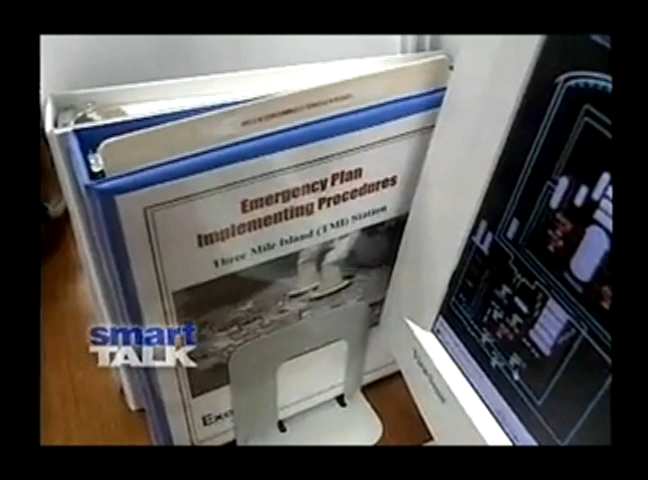 Emergency Plan
Implementing Procedures
Three Mile Island (TMI) Station
smart
TALK